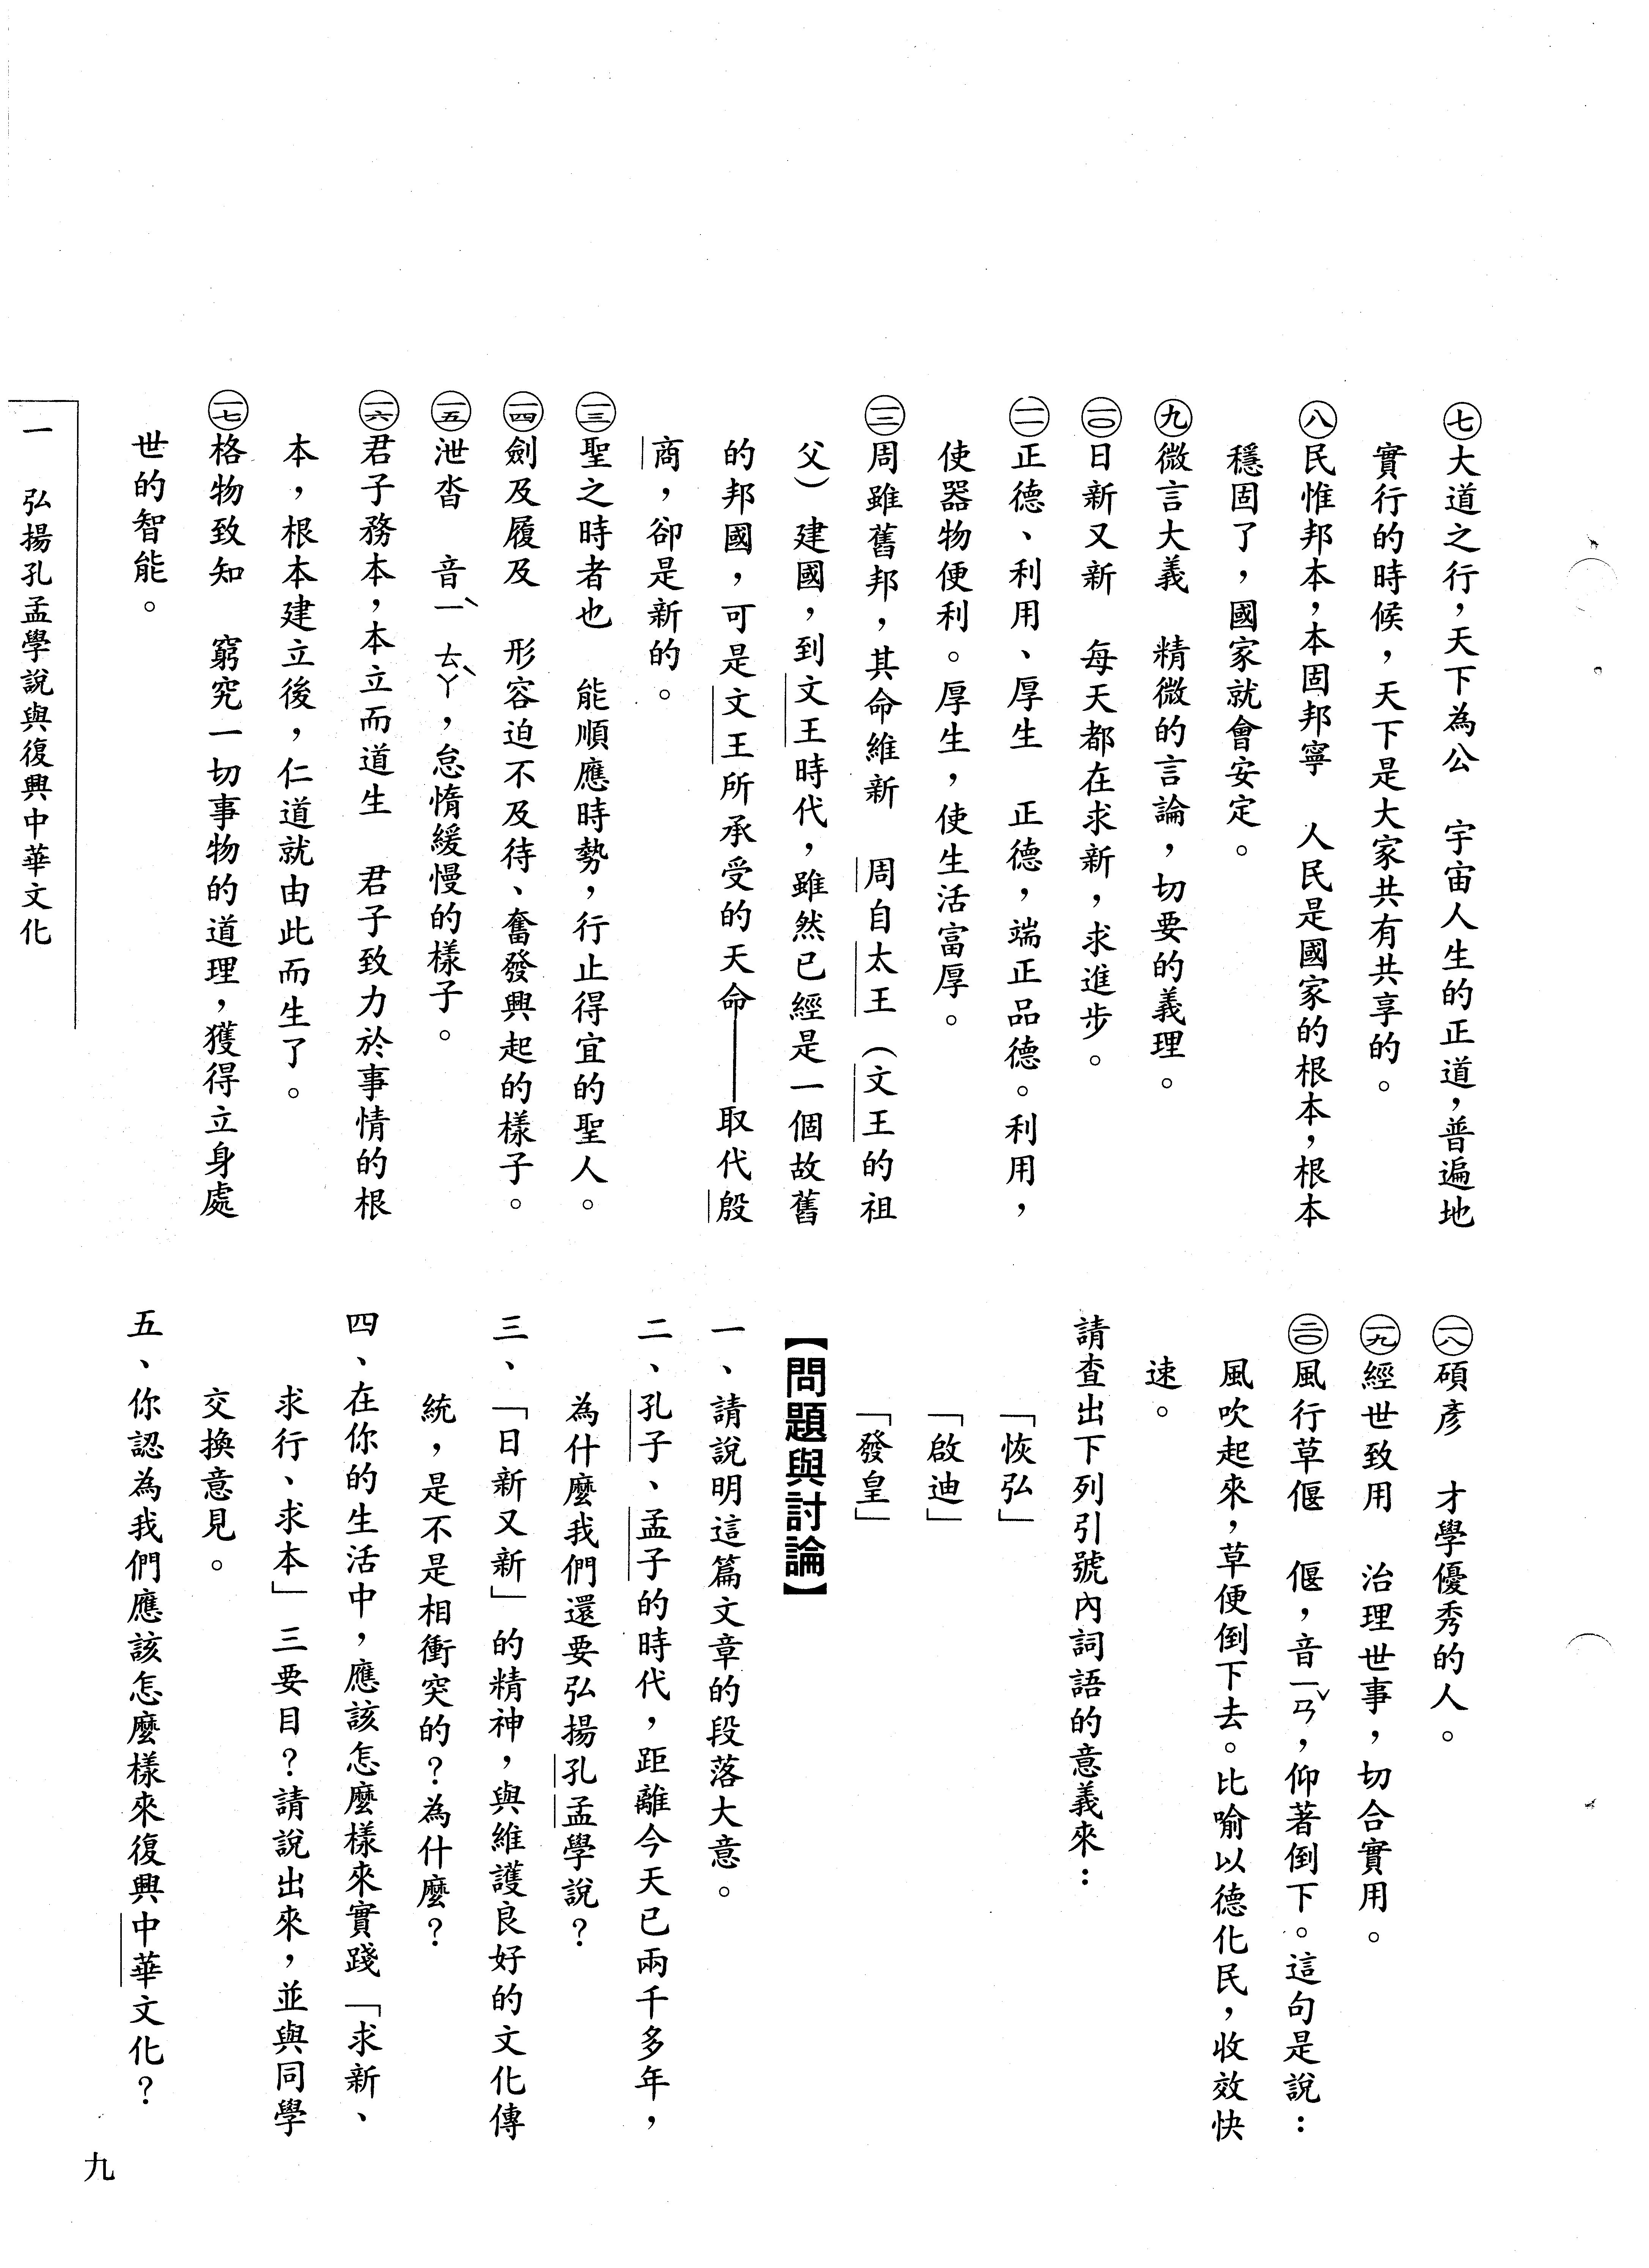 ㊆大道之行，天下為公　宇宙人生的正道，普遍地
實行的時候，天下是大家共有共享的。
㊇民惟邦本，本固邦寧　人民是國家的根本，根本
穩固了，國家就會安定。
㊈微言大義　精微的言論，切要的義理。
(一〇)日新又新　每天都在求新，求進步。
(一一)正德、利用、厚生　正德，端正品德。利用，
使器物便利。厚生，使生活富厚。
(一二)周雖舊邦，其命維新　周自太王（文王的祖
父）建國，到文王時代，雖然已經是一個故舊
的邦國，可是文王所承受的天命——取代殷
商，卻是新的。
(一三)聖之時者也　能順應時勢，行止得宜的聖人。
(一四)劍及履及　形容迫不及待、奮發興起的樣子。
(一五)泄沓　音ㄧˋ ㄊㄚˋ，怠惰緩慢的樣子。
(一六)君子務本，本立而道生　君子致力於事情的根
本，根本建立後，仁道就由此而生了。
(一七)格物致知　窮究一切事物的道理，獲得立身處
世的智能。
(一八)碩彥　才學優秀的人。
(一九)經世致用　治理世事，切合實用。
(二〇)風行草偃　偃，音ㄧㄢˇ，仰著倒下。這句是說：
風吹起來，草便倒下去。比喻以德化民，收效快
速。
請查出下列引號內詞語的意義來：
「恢弘」
「啟迪」
「發皇」
【問題與討論】
一、請說明這篇文章的段落大意。
二、孔子、孟子的時代，距離今天已兩千多年，
為什麼我們還要弘揚孔孟學說？
三、「日新又新」的精神，與維護良好的文化傳
統，是不是相衝突的？為什麼？
四、在你的生活中，應該怎麼樣來實踐「求新、
求行、求本」三要目？請說出來，並與同學
交換意見。
五、你認為我們應該怎麼樣來復興中華文化？
一　弘揚孔孟學說與復興中華文化
九